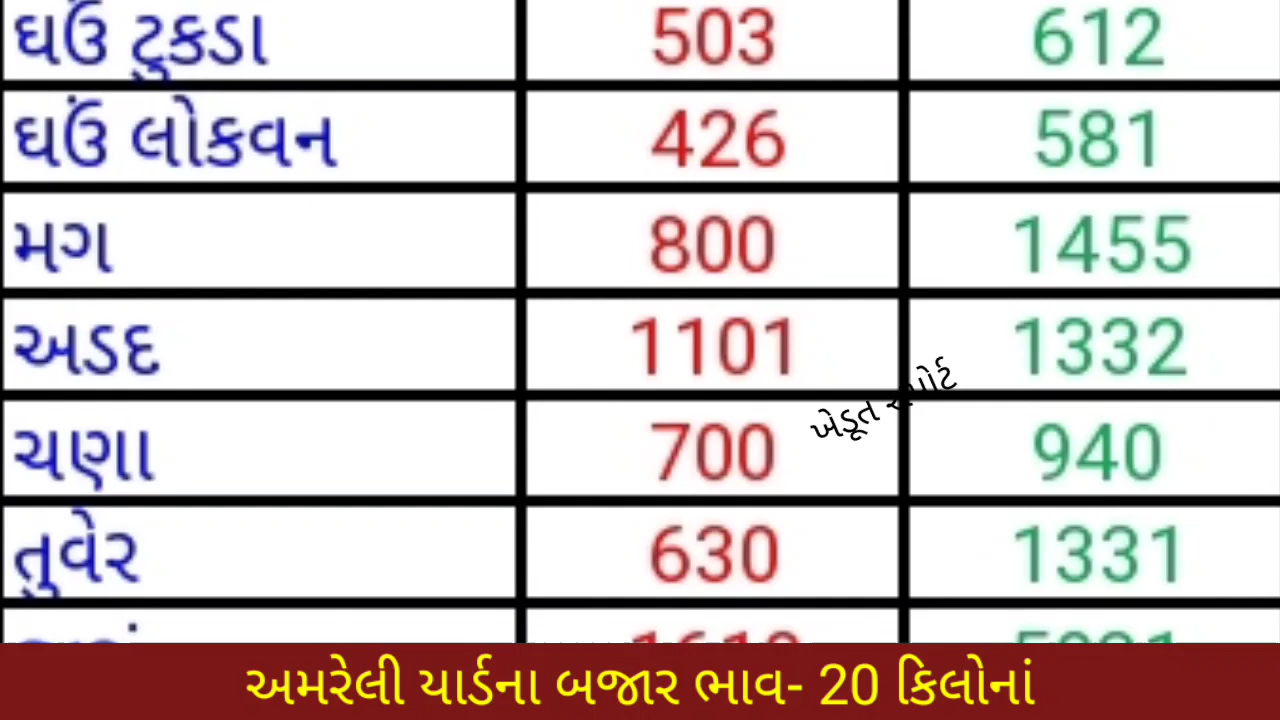 ઘઉં ટુકડા 503 612
ઘઉં લોકવન 426 581
મગ 800 1455
અડદ 1101 1332
ચણા 700 940
તુવેર 630 1331
ખેડૂત રીપોર્ટ
અમરેલી યાર્ડના બજાર ભાવ- 20 કિલોનાં